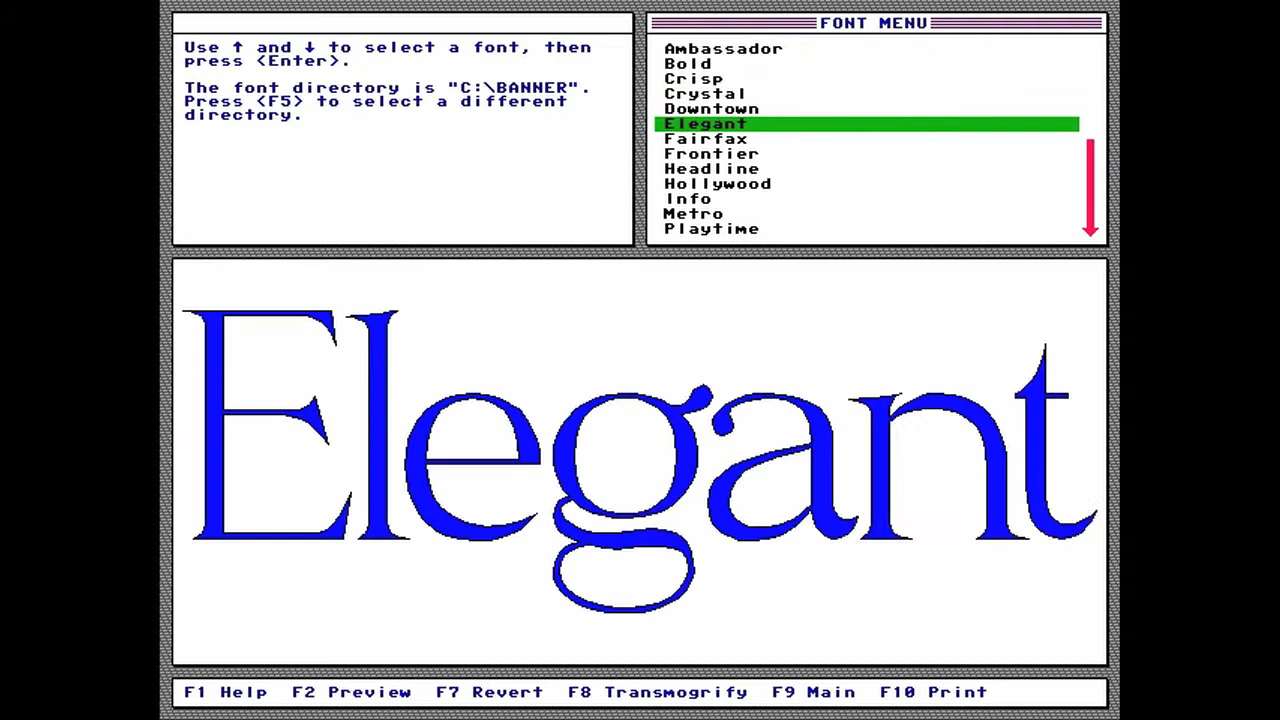 Use ↑ and ↓ to select a font, then
press <Enter>.
The font directory is "C:\BANNER".
Press <F5> to select a different
directory.
FONT MENU
Ambassador
Bold
Crisp
Crystal
Downtown
Elegant
Fairfax
Frontier
Headline
Hollywood
Info
Metro
Playtime
Elegant
F1 Help F2 Preview F7 Revert F8 Transmogrify F9 Main F10 Print